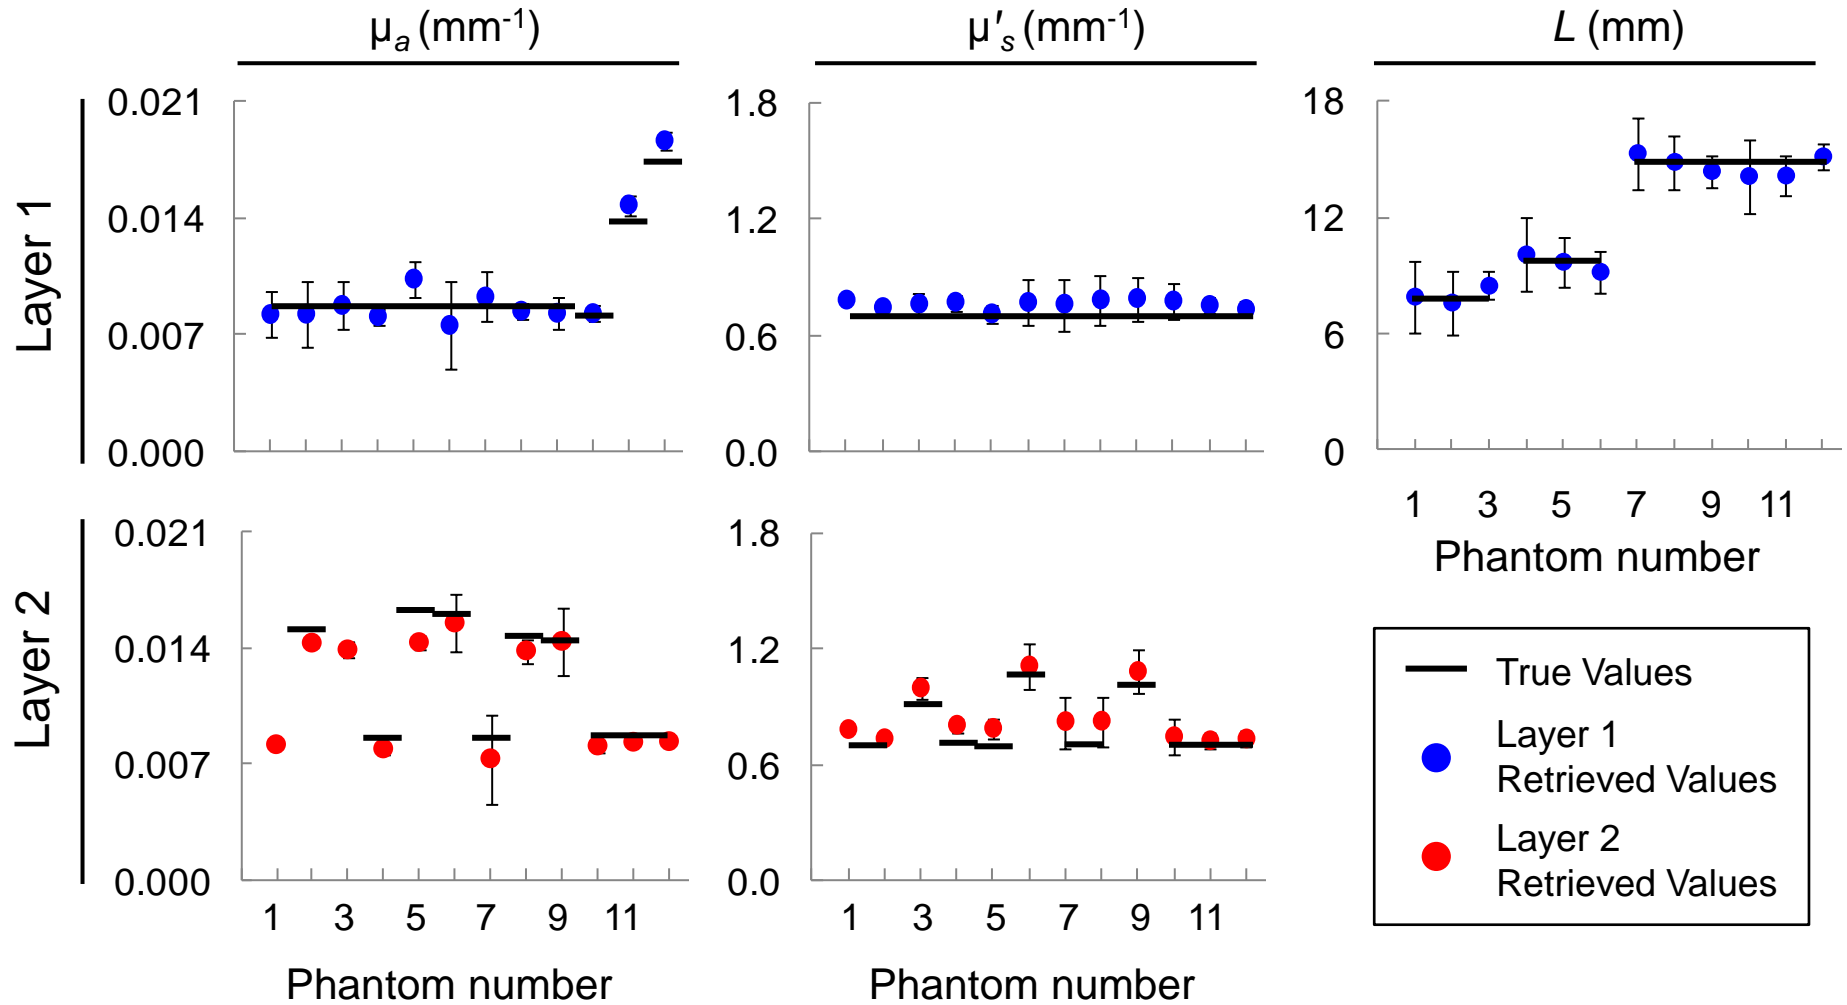 μa (mm-1)
μ's (mm-1)
L (mm)
Layer 1
0.021
0.014
0.007
0.000
1.8
1.2
0.6
0.0
18
12
6
0
1 3 5 7 9 11
Phantom number
Layer 2
0.021
0.014
0.007
0.000
1 3 5 7 9 11
Phantom number
1.8
1.2
0.6
0.0
1 3 5 7 9 11
Phantom number
True Values
Layer 1
Retrieved Values
Layer 2
Retrieved Values